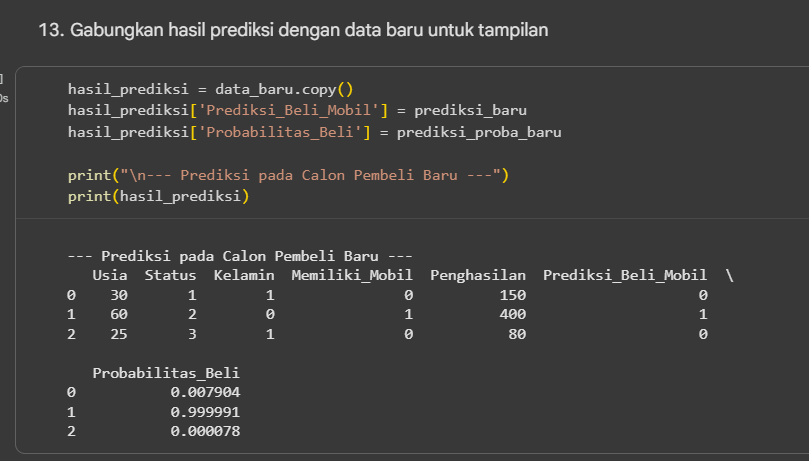 13. Gabungkan hasil prediksi dengan data baru untuk tampilan
]
0s
hasil_prediksi = data_baru.copy()
hasil_prediksi['Prediksi_Beli_Mobil'] = prediksi_baru
hasil_prediksi['Probabilitas_Beli'] = prediksi_proba_baru
print("\n--- Prediksi pada Calon Pembeli Baru ---")
print(hasil_prediksi)
--- Prediksi pada Calon Pembeli Baru ---
Usia Status Kelamin Memiliki_Mobil Penghasilan Prediksi_Beli_Mobil \
0 30 1 1 0 150 0
1 60 2 0 1 400 1
2 25 3 1 0 80 0
Probabilitas_Beli
0 0.007904
1 0.999991
2 0.000078